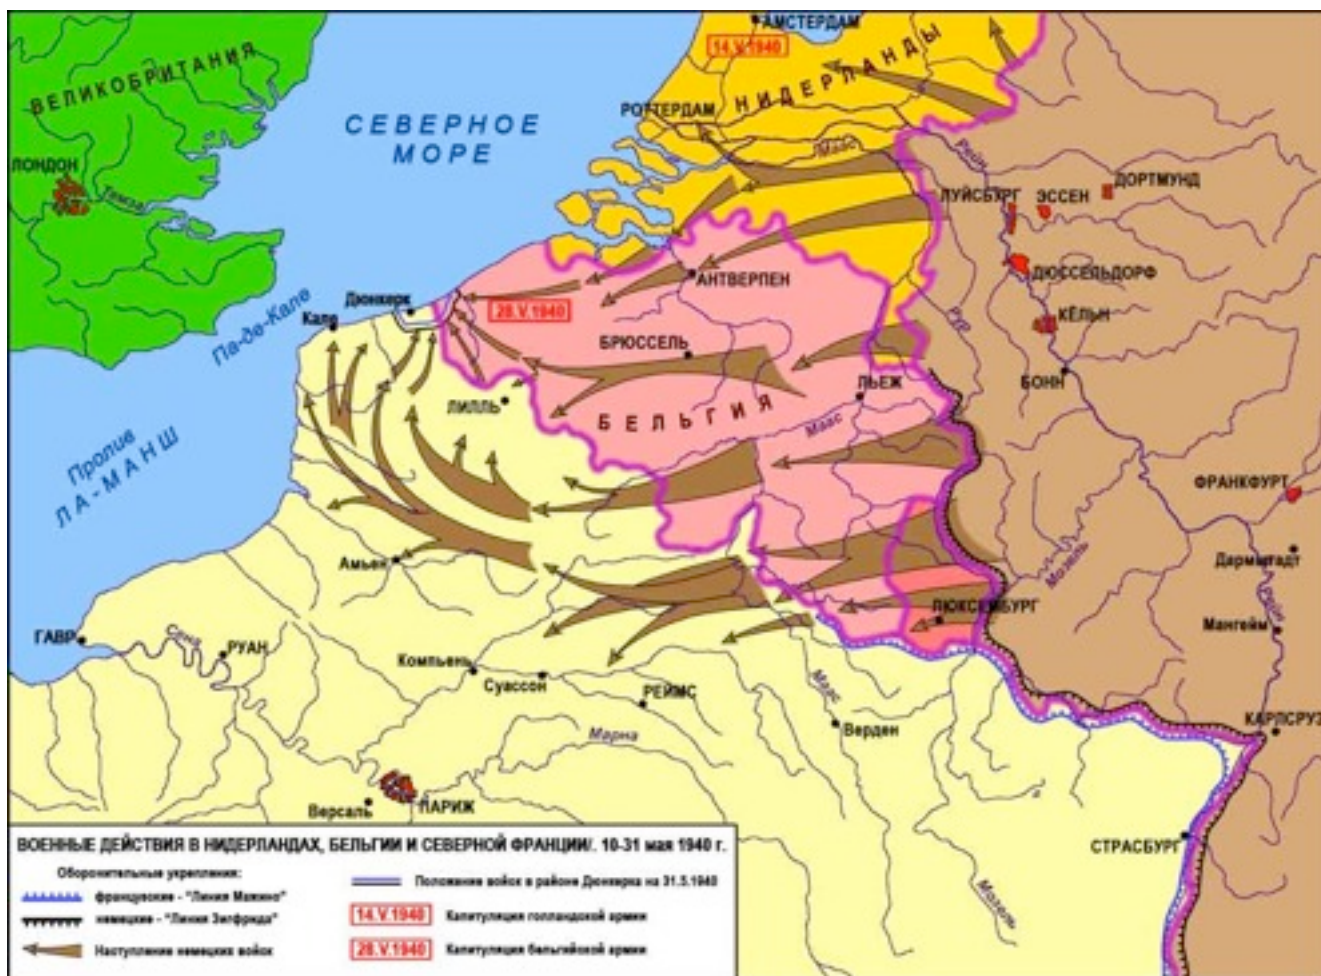 АМСТЕРДАМ
14.V.1940
ВЕЛИКОБРИТАНИЯ
НИДЕРЛАНДЫ
РОТТЕРДАМ
СЕВЕРНОЕ
МОРЕ
Маас
Рейн
ЛОНДОН
Темза
ЛУЙСБУРГ
ЭССЕН
ДОРТМУНД
ДЮССЕЛЬДОРФ
АНТВЕРПЕН
Дюнкерк
28.V.1940
Рур
Па-де-Кале
Кале
КЁЛЬН
БРЮССЕЛЬ
БОНН
ЛЬЕЖ
ЛИЛЛЬ
БЕЛЬГИЯ
Маас
Пролив
ЛА-МАНШ
ФРАНКФУРТ
Амьен
Мозель
Дармштадт
ЛЮКСЕМБУРГ
Рейн
Мангейм
ГАВР
Сена
РУАН
Компьень
Суассон
РЕЙМС
Маас
Верден
КАРЛСРУЭ
Марна
Версаль
ПАРИЖ
СТРАСБУРГ
Мозель
ВОЕННЫЕ ДЕЙСТВИЯ В НИДЕРЛАНДАХ, БЕЛЬГИИ И СЕВЕРНОЙ ФРАНЦИИ/. 10-31 мая 1940 г.
Оборонительные укрепления:
французские - "Линия Мажино"
немецкие - "Линия Зигфрида"
Наступление немецких войск
Положение войск в районе Дюнкерка на 31.5.1940
14.V.1940 Капитуляция голландской армии
28.V.1940 Капитуляция бельгийской армии